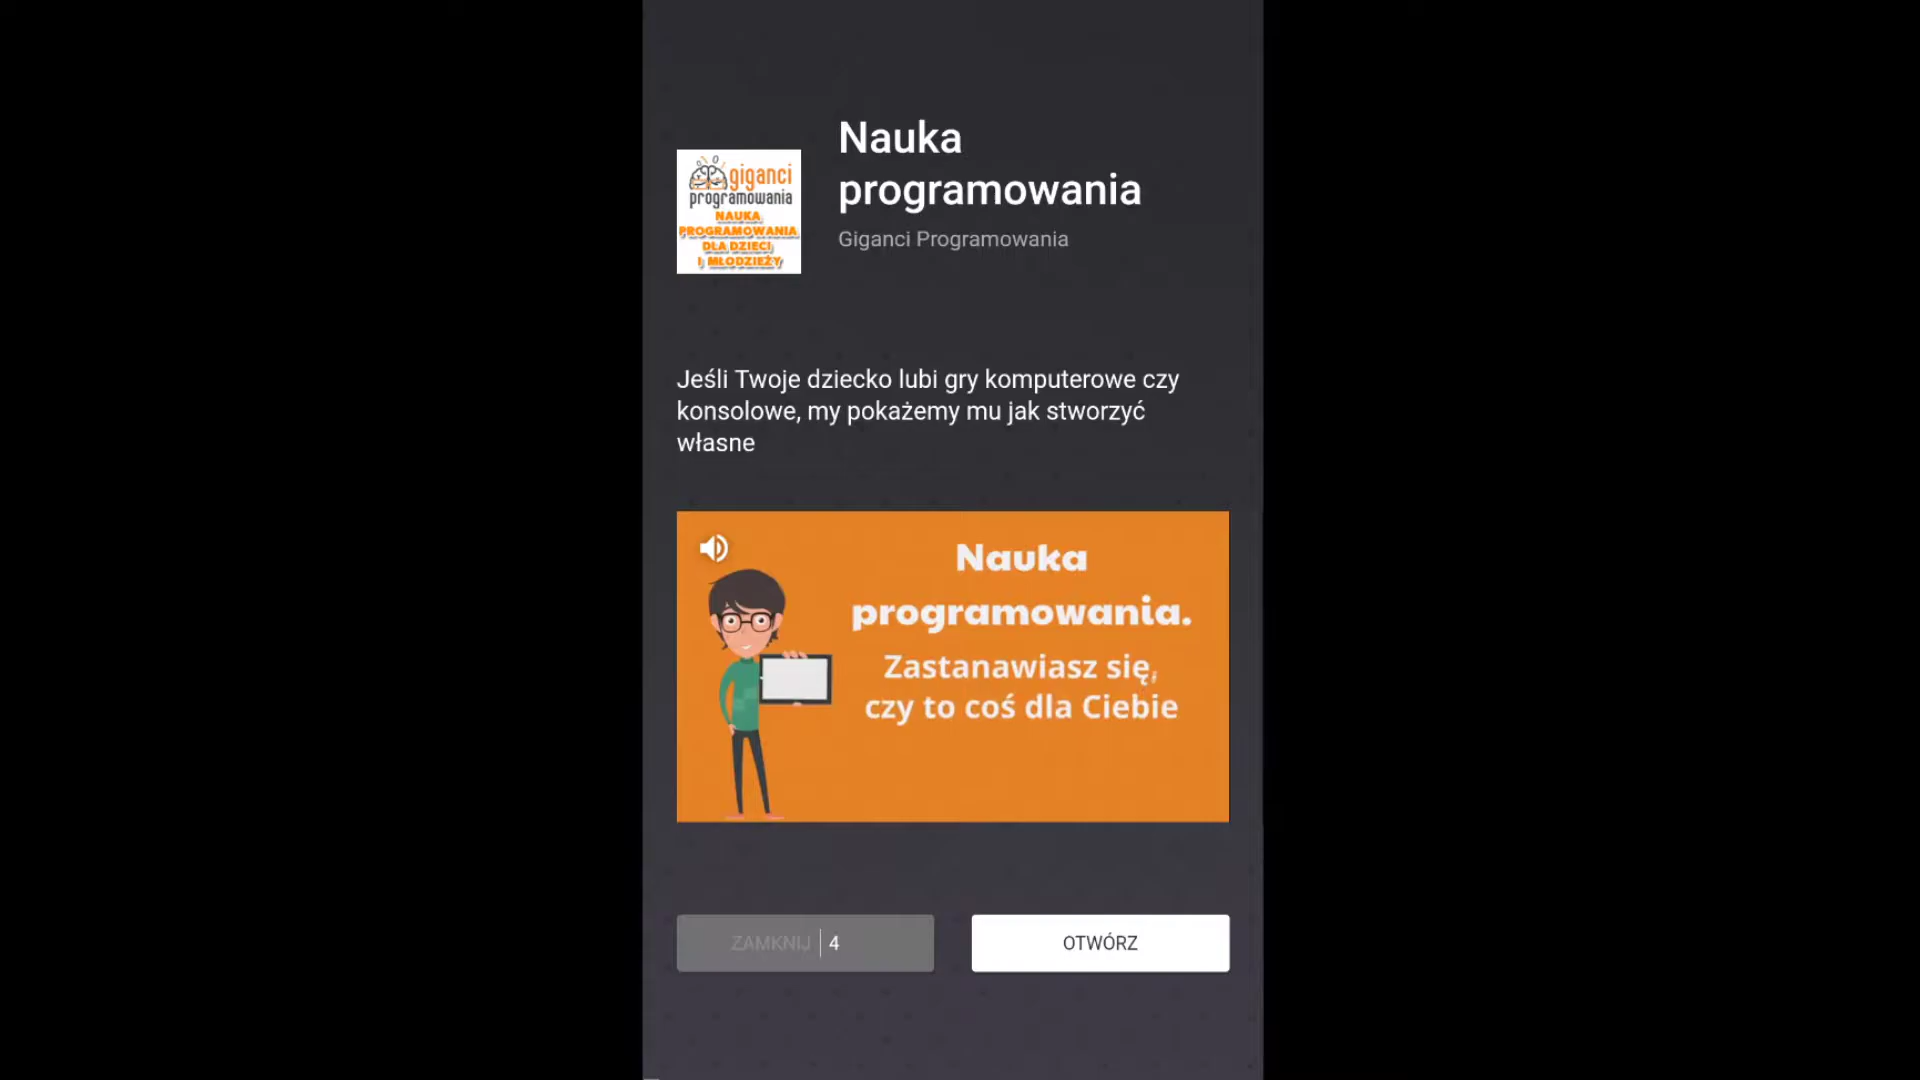 Nauka
programowania
Giganci Programowania
giganci
programowania
NAUKA
PROGRAMOWANIA
DLA DZIECI
I MŁODZIEŻY
Jeśli Twoje dziecko lubi gry komputerowe czy
konsolowe, my pokażemy mu jak stworzyć
własne
Nauka
programowania.
Zastanawiasz się,
czy to coś dla Ciebie
ZAMKNIJ 4
OTWÓRZ